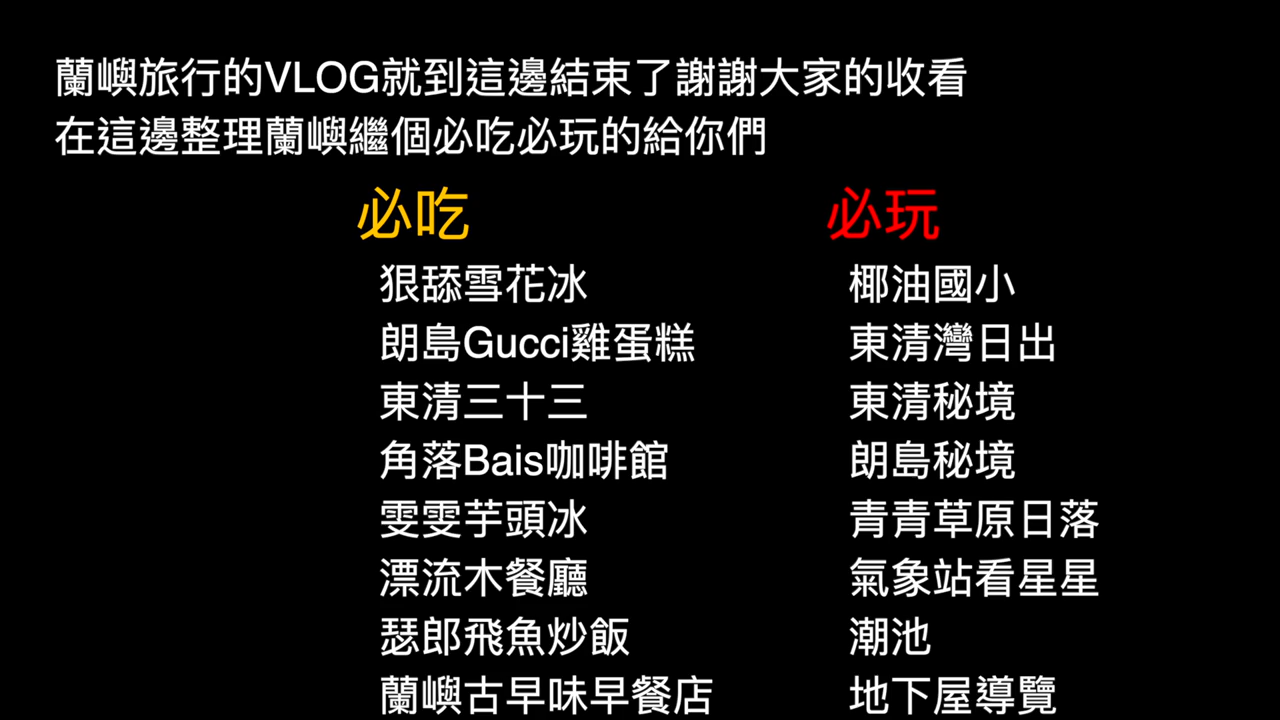 蘭嶼旅行的VLOG就到這邊結束了謝謝大家的收看
在這邊整理蘭嶼繼個必吃必玩的給你們
必吃
狠舔雪花冰
朗島Gucci雞蛋糕
東清三十三
角落Bais咖啡館
雯雯芋頭冰
漂流木餐廳
瑟郎飛魚炒飯
蘭嶼古早味早餐店
必玩
椰油國小
東清灣日出
東清秘境
朗島秘境
青青草原日落
氣象站看星星
潮池
地下屋導覽